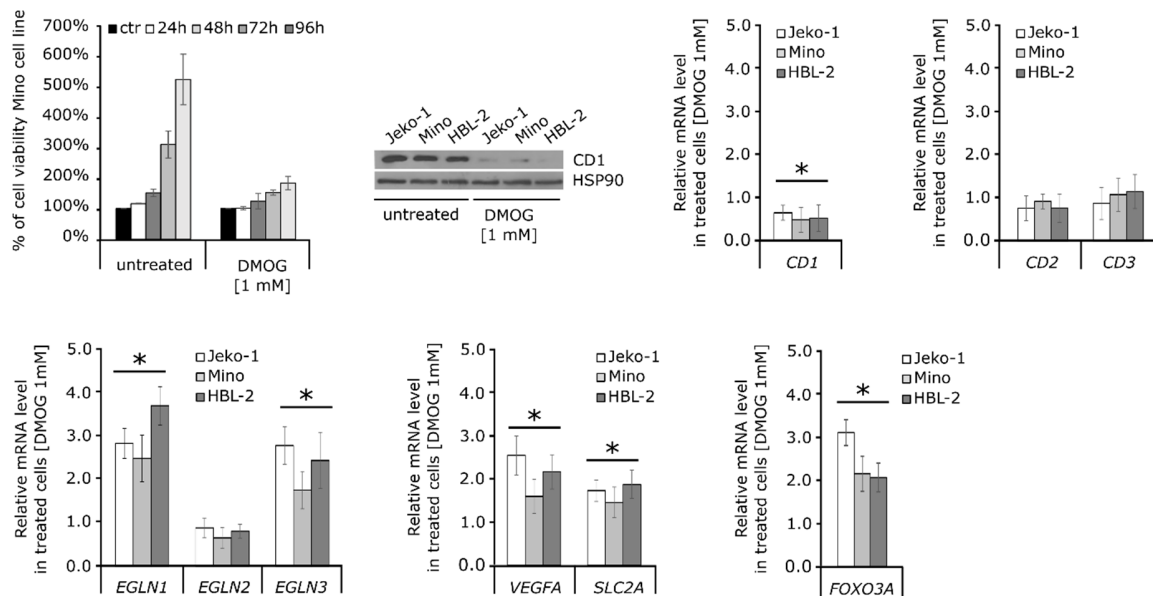 % of cell viability Mino cell line
700%
600%
500%
400%
300%
200%
100%
0%
ctr 24h 48h 72h 96h
untreated
DMOG
[1 mM]
Jeko-1 Mino HBL-2 Jeko-1 Mino HBL-2
CD1
HSP90
untreated
DMOG
[1 mM]
Relative mRNA level
in treated cells [DMOG 1mM]
5.0
4.0
3.0
2.0
1.0
0.0
Jeko-1
Mino
HBL-2
*
CD1
Relative mRNA level
in treated cells [DMOG 1mM]
5.0
4.0
3.0
2.0
1.0
0.0
Jeko-1
Mino
HBL-2
CD2 CD3
Relative mRNA level
in treated cells [DMOG 1mM]
5.0
4.0
3.0
2.0
1.0
0.0
Jeko-1
Mino
HBL-2
*
*
EGLN1 EGLN2 EGLN3
Relative mRNA level
in treated cells [DMOG 1mM]
5.0
4.0
3.0
2.0
1.0
0.0
Jeko-1
Mino
HBL-2
*
*
VEGFA SLC2A
Relative mRNA level
in treated cells [DMOG 1mM]
5.0
4.0
3.0
2.0
1.0
0.0
Jeko-1
Mino
HBL-2
*
FOXO3A